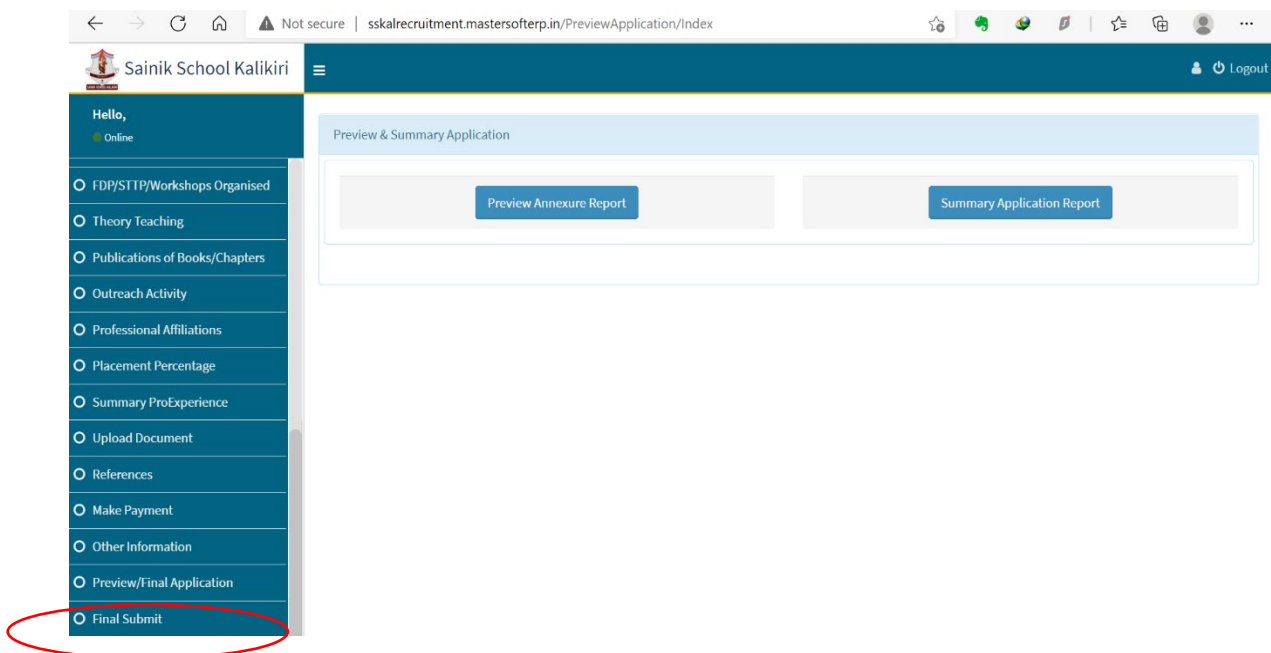 Not secure | sskalrecruitment.mastersofterp.in/PreviewApplication/Index
Sainik School Kalikiri
Logout
Hello,
Online
Preview & Summary Application
Preview Annexure Report
Summary Application Report
FDP/STTP/Workshops Organised
Theory Teaching
Publications of Books/Chapters
Outreach Activity
Professional Affiliations
Placement Percentage
Summary ProExperience
Upload Document
References
Make Payment
Other Information
Preview/Final Application
Final Submit